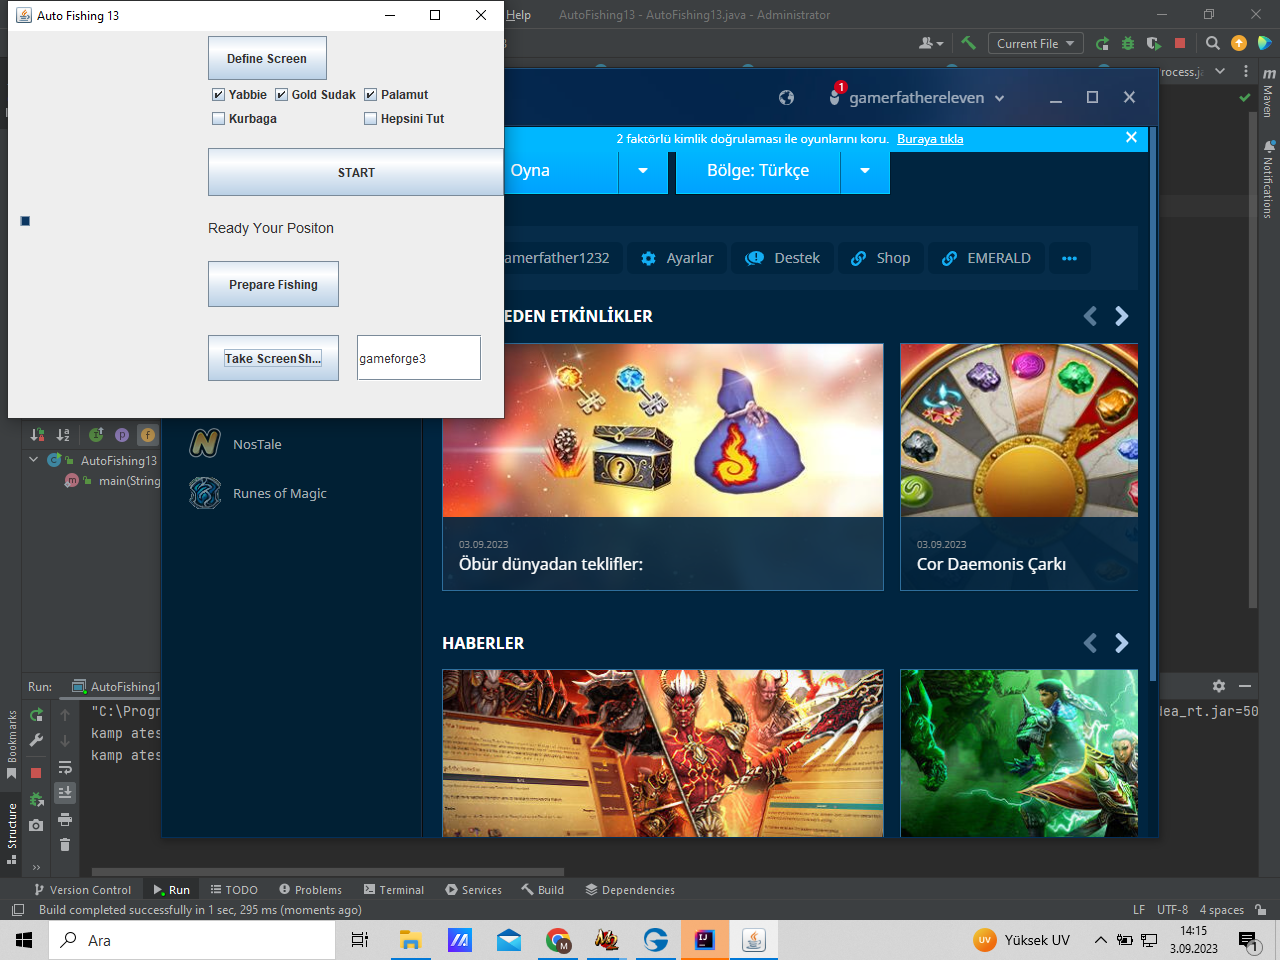 Auto Fishing 13
Help
AutoFishing13 - AutoFishing13.java - Administrator
Define Screen
Yabbie
Gold Sudak
Palamut
Kurbaga
Hepsini Tut
START
Ready Your Positon
Prepare Fishing
Take ScreenSh...
gameforge3
Current File
rocess.ja
Maven
Notifications
1
gamerfathereleven
2 faktörlü kimlik doğrulaması ile oyunlarını koru. Buraya tıkla
Oyna
Bölge: Türkçe
amerfather1232
Ayarlar
Destek
Shop
EMERALD
EDEN ETKİNLİKLER
03.09.2023
Öbür dünyadan teklifler:
03.09.2023
Cor Daemonis Çarkı
HABERLER
NosTale
Runes of Magic
AutoFishing13
main(String
Run:
AutoFishing1
"C:\Progr
dea_rt.jar=50
kamp ates
kamp ates
Bookmarks
Structure
Version Control
Run
TODO
Problems
Terminal
Services
Build
Dependencies
Build completed successfully in 1 sec, 295 ms (moments ago)
LF
UTF-8
4 spaces
Ara
UV
Yüksek UV
14:15
3.09.2023
1